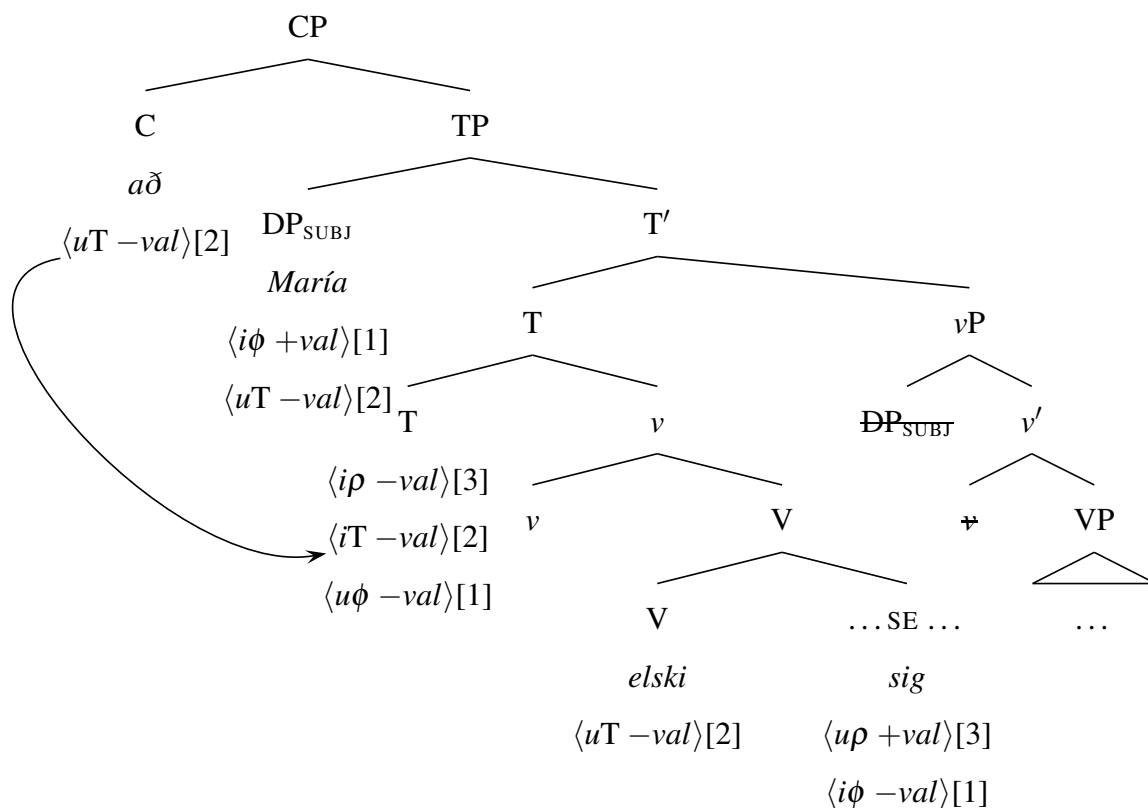 CP
C TP
að
⟨uT −val⟩[2] DP_SUBJ T′
María
⟨iϕ +val⟩[1] T vP
⟨uT −val⟩[2] T v DP_SUBJ v′
⟨iρ −val⟩[3] v V v VP
⟨iT −val⟩[2]
⟨uϕ −val⟩[1] V …SE… …
elski sig
⟨uT −val⟩[2] ⟨uρ +val⟩[3]
⟨iϕ −val⟩[1]